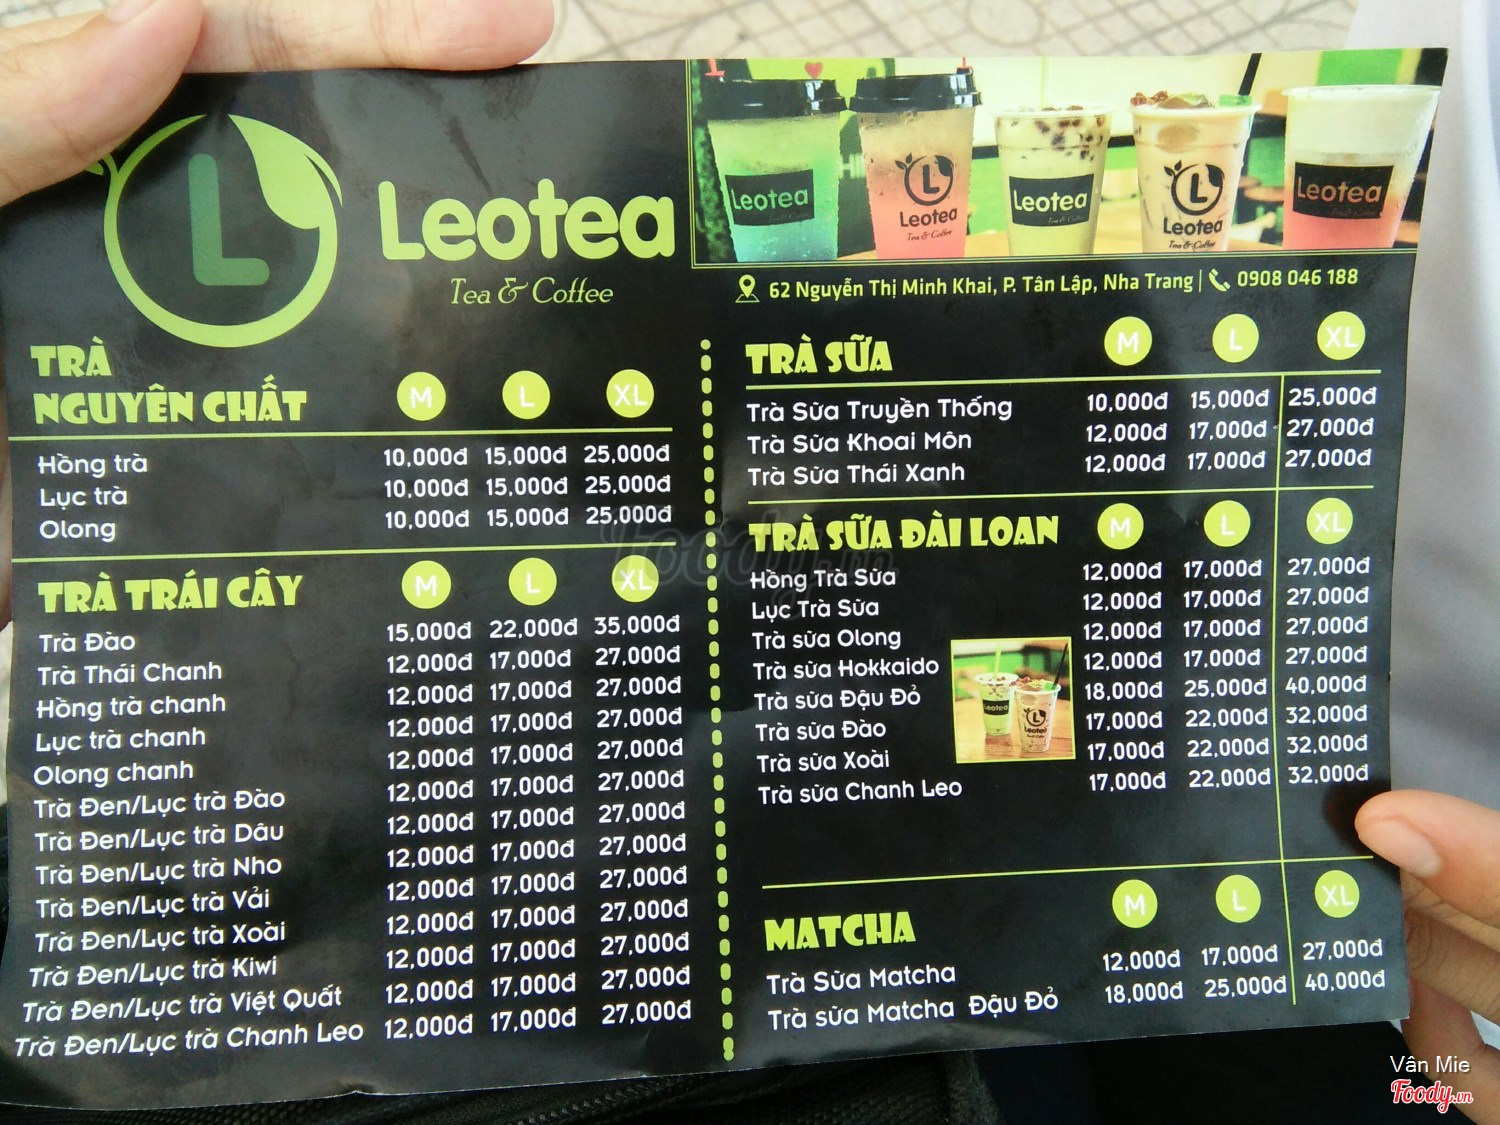 L
Leotea
Tea & Coffee
Leotea
Leotea
Tea & Coffee
Leotea
Leotea
Tea & Coffee
Leotea
62 Nguyễn Thị Minh Khai, P. Tân Lập, Nha Trang | 0908 046 188
TRÀ
NGUYÊN CHẤT M L XL
Hồng trà 10,000đ 15,000đ 25,000đ
Lục trà 10,000đ 15,000đ 25,000đ
Olong 10,000đ 15,000đ 25,000đ
TRÀ TRÁI CÂY M L XL
Trà Đào 15,000đ 22,000đ 35,000đ
Trà Thái Chanh 12,000đ 17,000đ 27,000đ
Hồng trà chanh 12,000đ 17,000đ 27,000đ
Lục trà chanh 12,000đ 17,000đ 27,000đ
Olong chanh 12,000đ 17,000đ 27,000đ
Trà Đen/Lục trà Đào 12,000đ 17,000đ 27,000đ
Trà Đen/Lục trà Dâu 12,000đ 17,000đ 27,000đ
Trà Đen/Lục trà Nho 12,000đ 17,000đ 27,000đ
Trà Đen/Lục trà Vải 12,000đ 17,000đ 27,000đ
Trà Đen/Lục trà Xoài 12,000đ 17,000đ 27,000đ
Trà Đen/Lục trà Kiwi 12,000đ 17,000đ 27,000đ
Trà Đen/Lục trà Việt Quất 12,000đ 17,000đ 27,000đ
Trà Đen/Lục trà Chanh Leo 12,000đ 17,000đ 27,000đ
TRÀ SỮA M L XL
Trà Sữa Truyền Thống 10,000đ 15,000đ 25,000đ
Trà Sữa Khoai Môn 12,000đ 17,000đ 27,000đ
Trà Sữa Thái Xanh 12,000đ 17,000đ 27,000đ
TRÀ SỮA ĐÀI LOAN M L XL
Hồng Trà Sữa 12,000đ 17,000đ 27,000đ
Lục Trà Sữa 12,000đ 17,000đ 27,000đ
Trà sữa Olong 12,000đ 17,000đ 27,000đ
Trà sữa Hokkaido 12,000đ 17,000đ 27,000đ
Trà sữa Đậu Đỏ 18,000đ 25,000đ 40,000đ
Trà sữa Đào 17,000đ 22,000đ 32,000đ
Trà sữa Xoài 17,000đ 22,000đ 32,000đ
Trà sữa Chanh Leo 17,000đ 22,000đ 32,000đ
Leotea
Leotea
MATCHA M L XL
Trà Sữa Matcha 12,000đ 17,000đ 27,000đ
Trà sữa Matcha Đậu Đỏ 18,000đ 25,000đ 40,000đ
Foody.vn
Vân Mie
Foody.vn